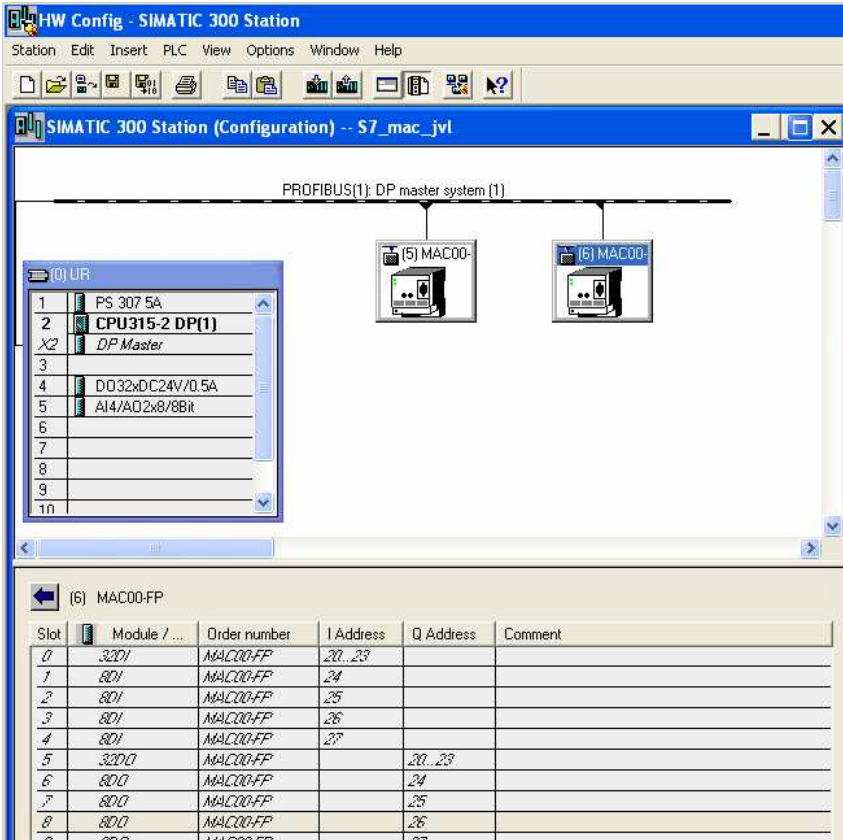 HW Config - SIMATIC 300 Station
Station Edit Insert PLC View Options Window Help
SIMATIC 300 Station (Configuration) -- S7_mac_jvl
PROFIBUS(1): DP master system (1)
(5) MAC00-
(6) MAC00-
(0) UR
1 PS 307 5A
2 CPU315-2 DP(1)
X2 DP Master
3
4 DO32xDC24V/0.5A
5 AI4/AO2x8/8Bit
6
7
8
9
10
(6) MAC00-FP
Slot Module / ... Order number I Address Q Address Comment
0 32DI MAC00-FP 20...23
1 8DI MAC00-FP 24
2 8DI MAC00-FP 25
3 8DI MAC00-FP 26
4 8DI MAC00-FP 27
5 32DO MAC00-FP 20...23
6 8DO MAC00-FP 24
7 8DO MAC00-FP 25
8 8DO MAC00-FP 26